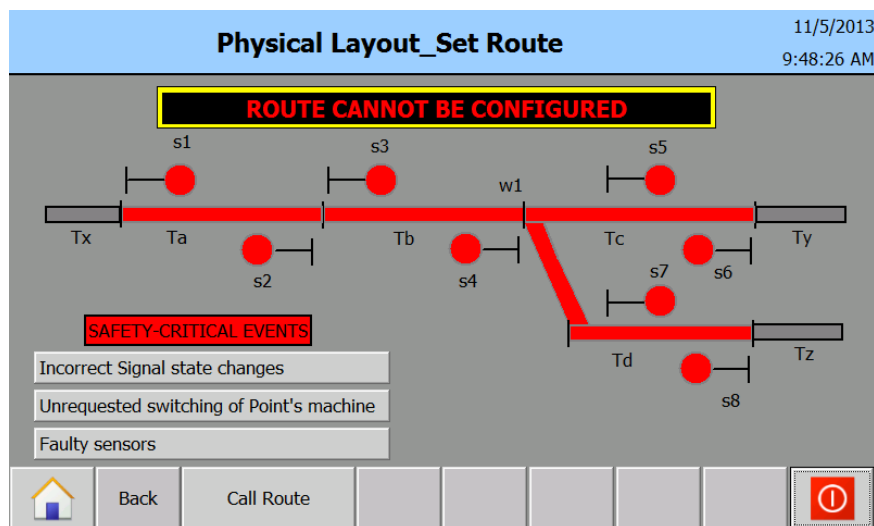 Physical Layout_Set Route
11/5/2013
9:48:26 AM
ROUTE CANNOT BE CONFIGURED
s1
s3
s5
w1
Tx
Ta
Tb
Tc
Ty
s2
s4
s7
s6
SAFETY-CRITICAL EVENTS
Td
Tz
Incorrect Signal state changes
Unrequested switching of Point's machine
s8
Faulty sensors
Back
Call Route